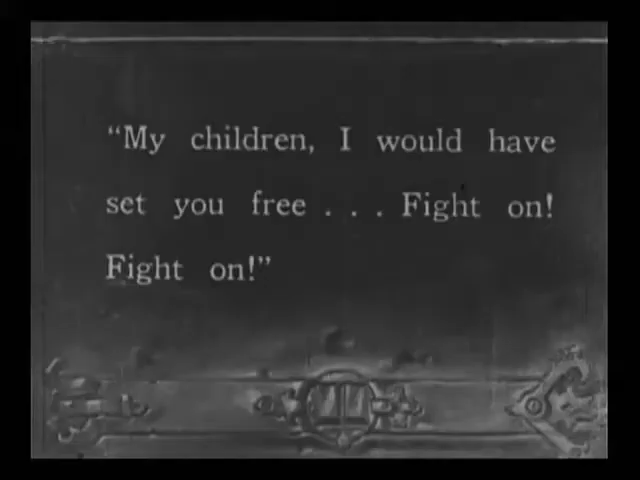 “My children, I would have
set you free . . . Fight on!
Fight on!”